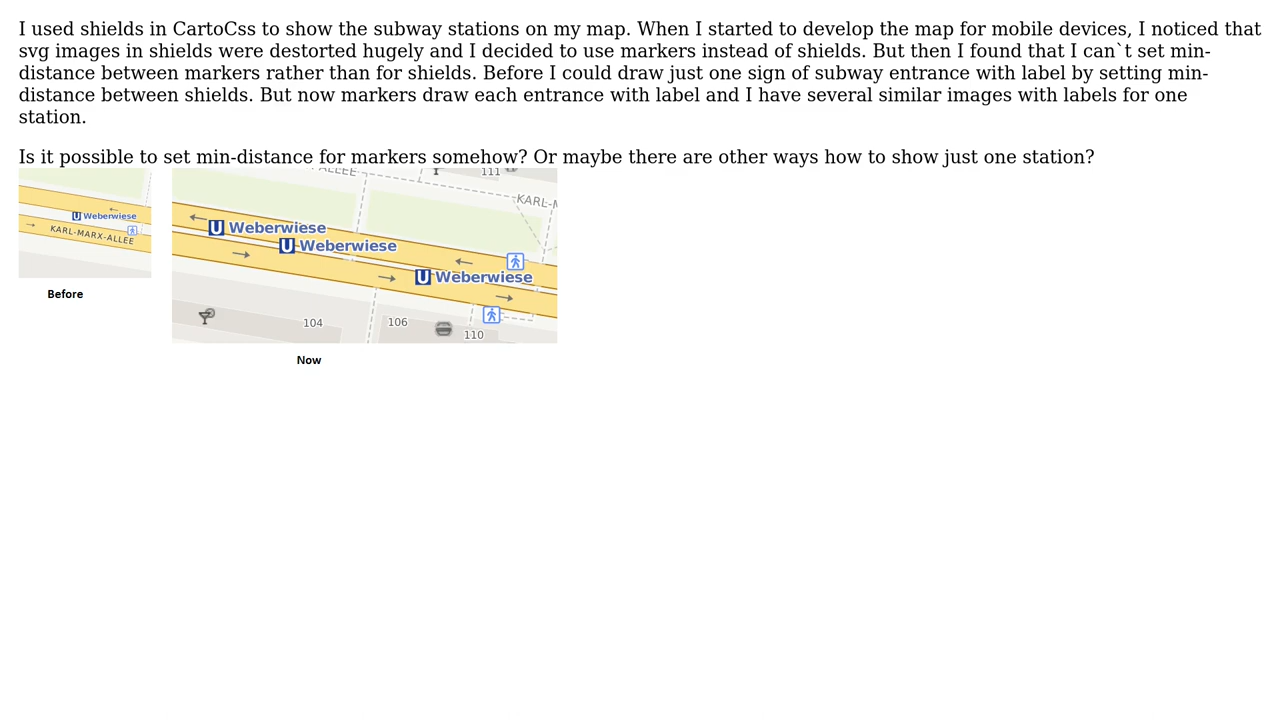 I used shields in CartoCss to show the subway stations on my map. When I started to develop the map for mobile devices, I noticed that
svg images in shields were destorted hugely and I decided to use markers instead of shields. But then I found that I can`t set min-
distance between markers rather than for shields. Before I could draw just one sign of subway entrance with label by setting min-
distance between shields. But now markers draw each entrance with label and I have several similar images with labels for one
station.
Is it possible to set min-distance for markers somehow? Or maybe there are other ways how to show just one station?
U Weberwiese
KARL-MARX-ALLEE
Before
ALLEE
111
KARL-M
U Weberwiese
U Weberwiese
U Weberwiese
104
106
110
Now